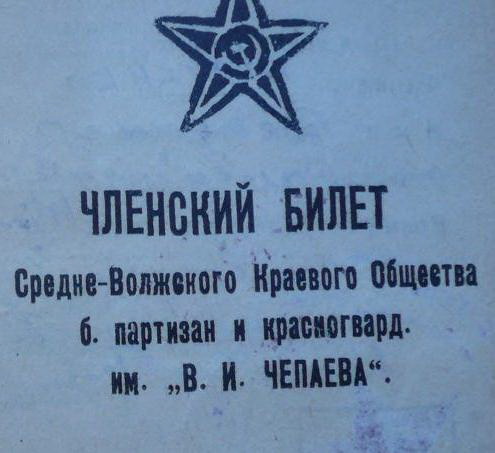 ЧЛЕНСКИЙ БИЛЕТ
Средне-Волжского Краевого Общества
б. партизан и красногвард.
им. „В. И. ЧЕПАЕВА“.